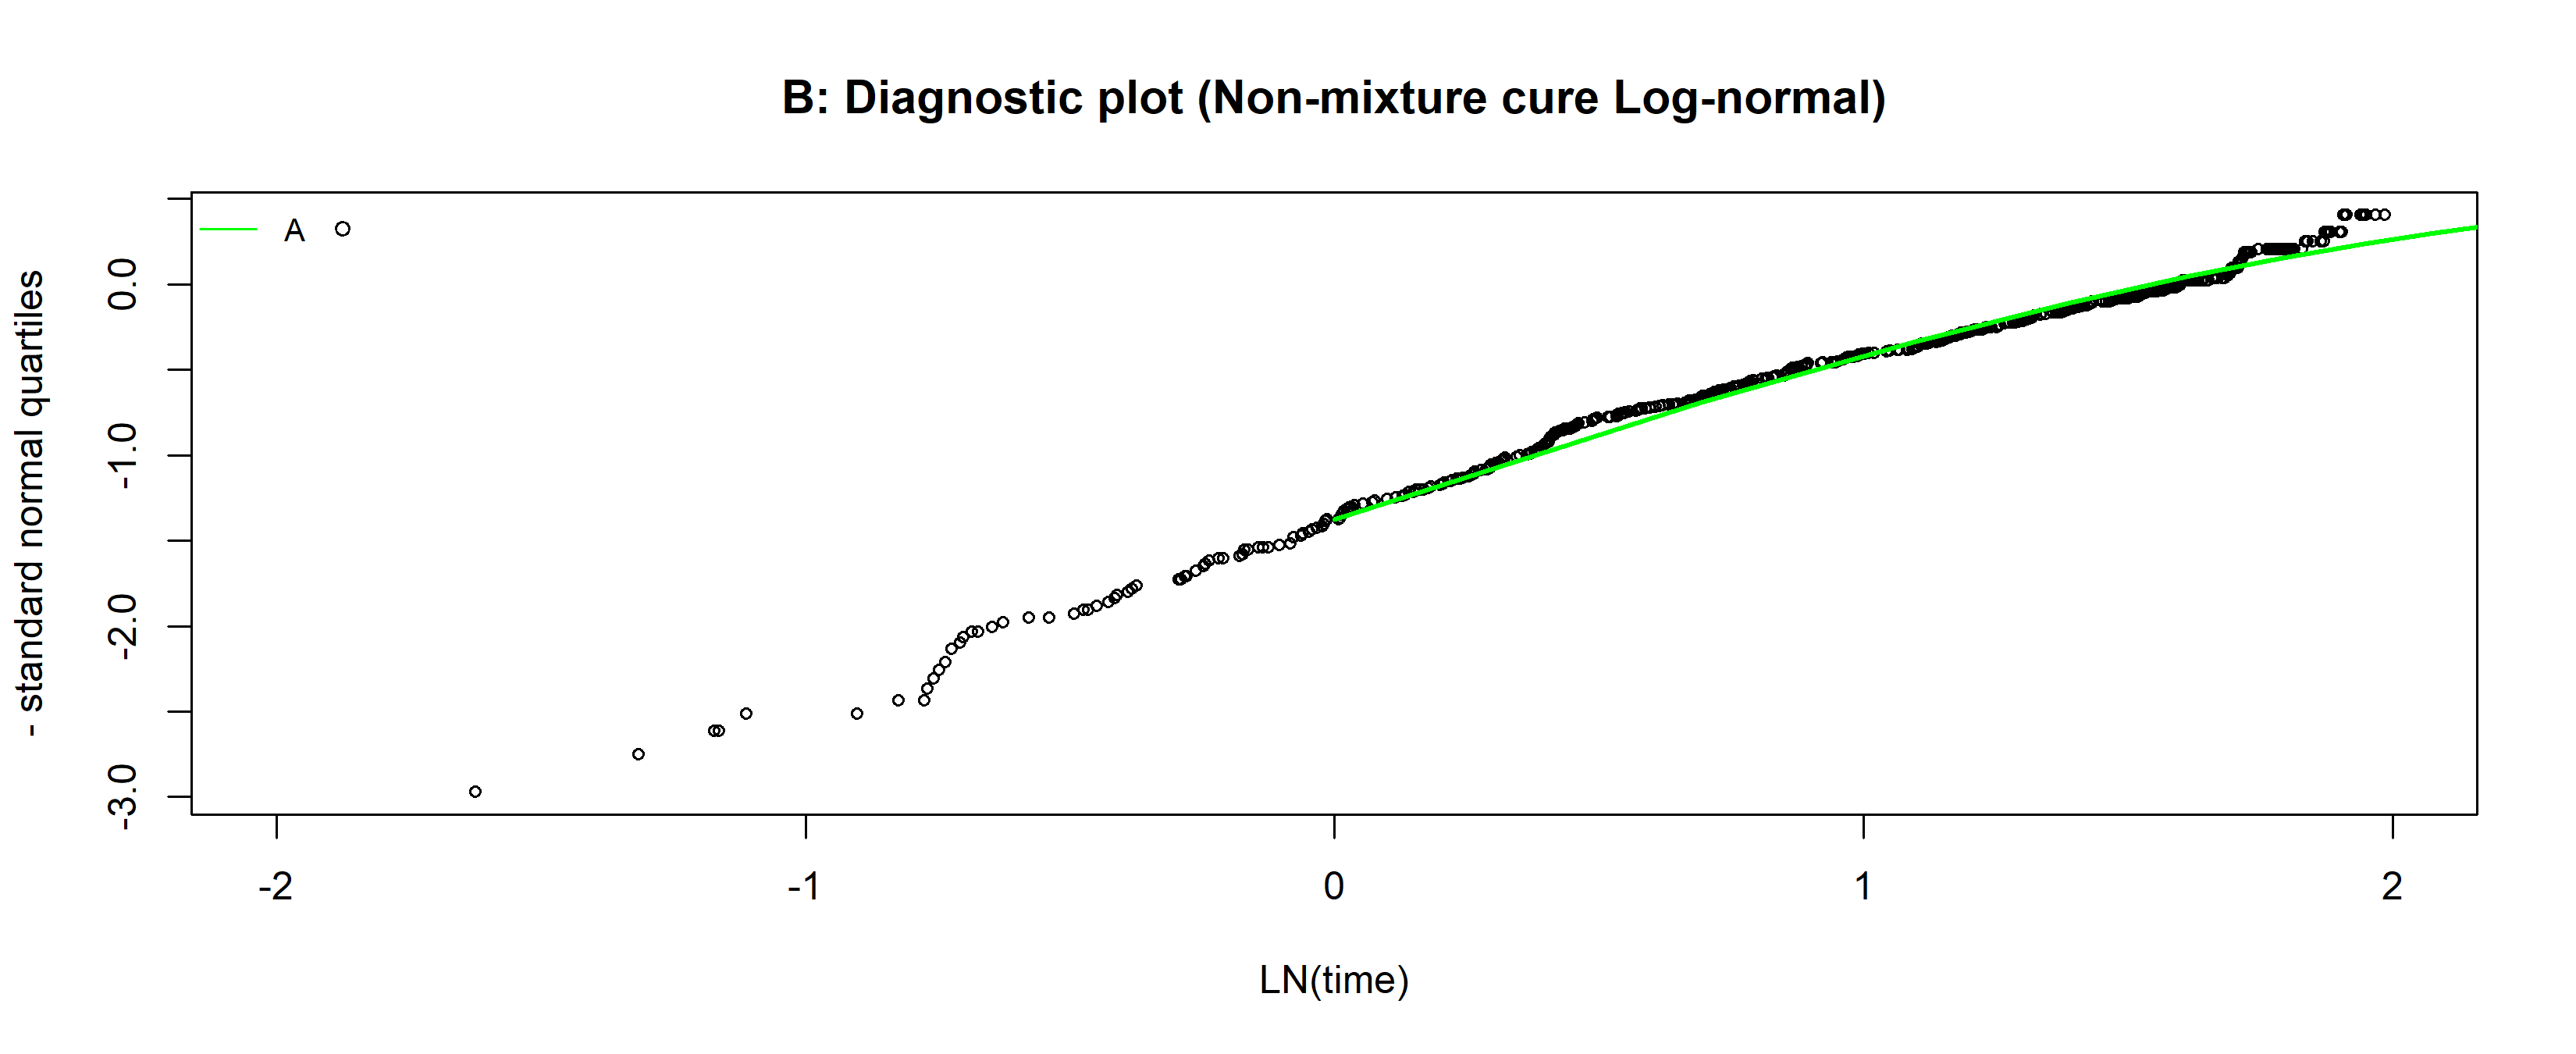 B: Diagnostic plot (Non-mixture cure Log-normal)
A
- standard normal quartiles
0.0
-1.0
-2.0
-3.0
-2 -1 0 1 2
LN(time)